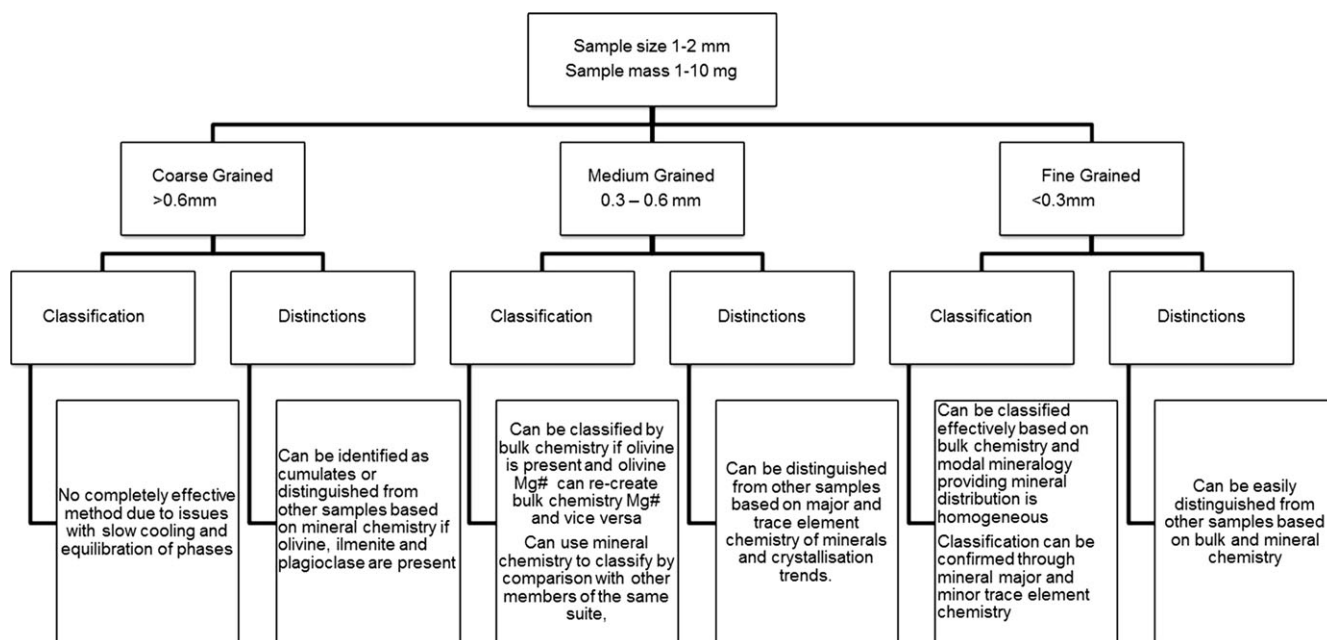 Sample size 1-2 mm
Sample mass 1-10 mg
Coarse Grained
>0.6mm
Medium Grained
0.3 – 0.6 mm
Fine Grained
<0.3mm
Classification
Distinctions
Classification
Distinctions
Classification
Distinctions
No completely effective
method due to issues
with slow cooling and
equilibration of phases
Can be identified as
cumulates or
distinguished from
other samples based
on mineral chemistry if
olivine, ilmenite and
plagioclase are present
Can be classified by
bulk chemistry if olivine
is present and olivine
Mg# can re-create
bulk chemistry Mg#
and vice versa
Can use mineral
chemistry to classify by
comparison with other
members of the same
suite,
Can be distinguished
from other samples
based on major and
trace element
chemistry of minerals
and crystallisation
trends.
Can be classified
effectively based on
bulk chemistry and
modal mineralogy
providing mineral
distribution is
homogeneous
Classification can be
confirmed through
mineral major and
minor trace element
chemistry
Can be easily
distinguished from
other samples based
on bulk and mineral
chemistry